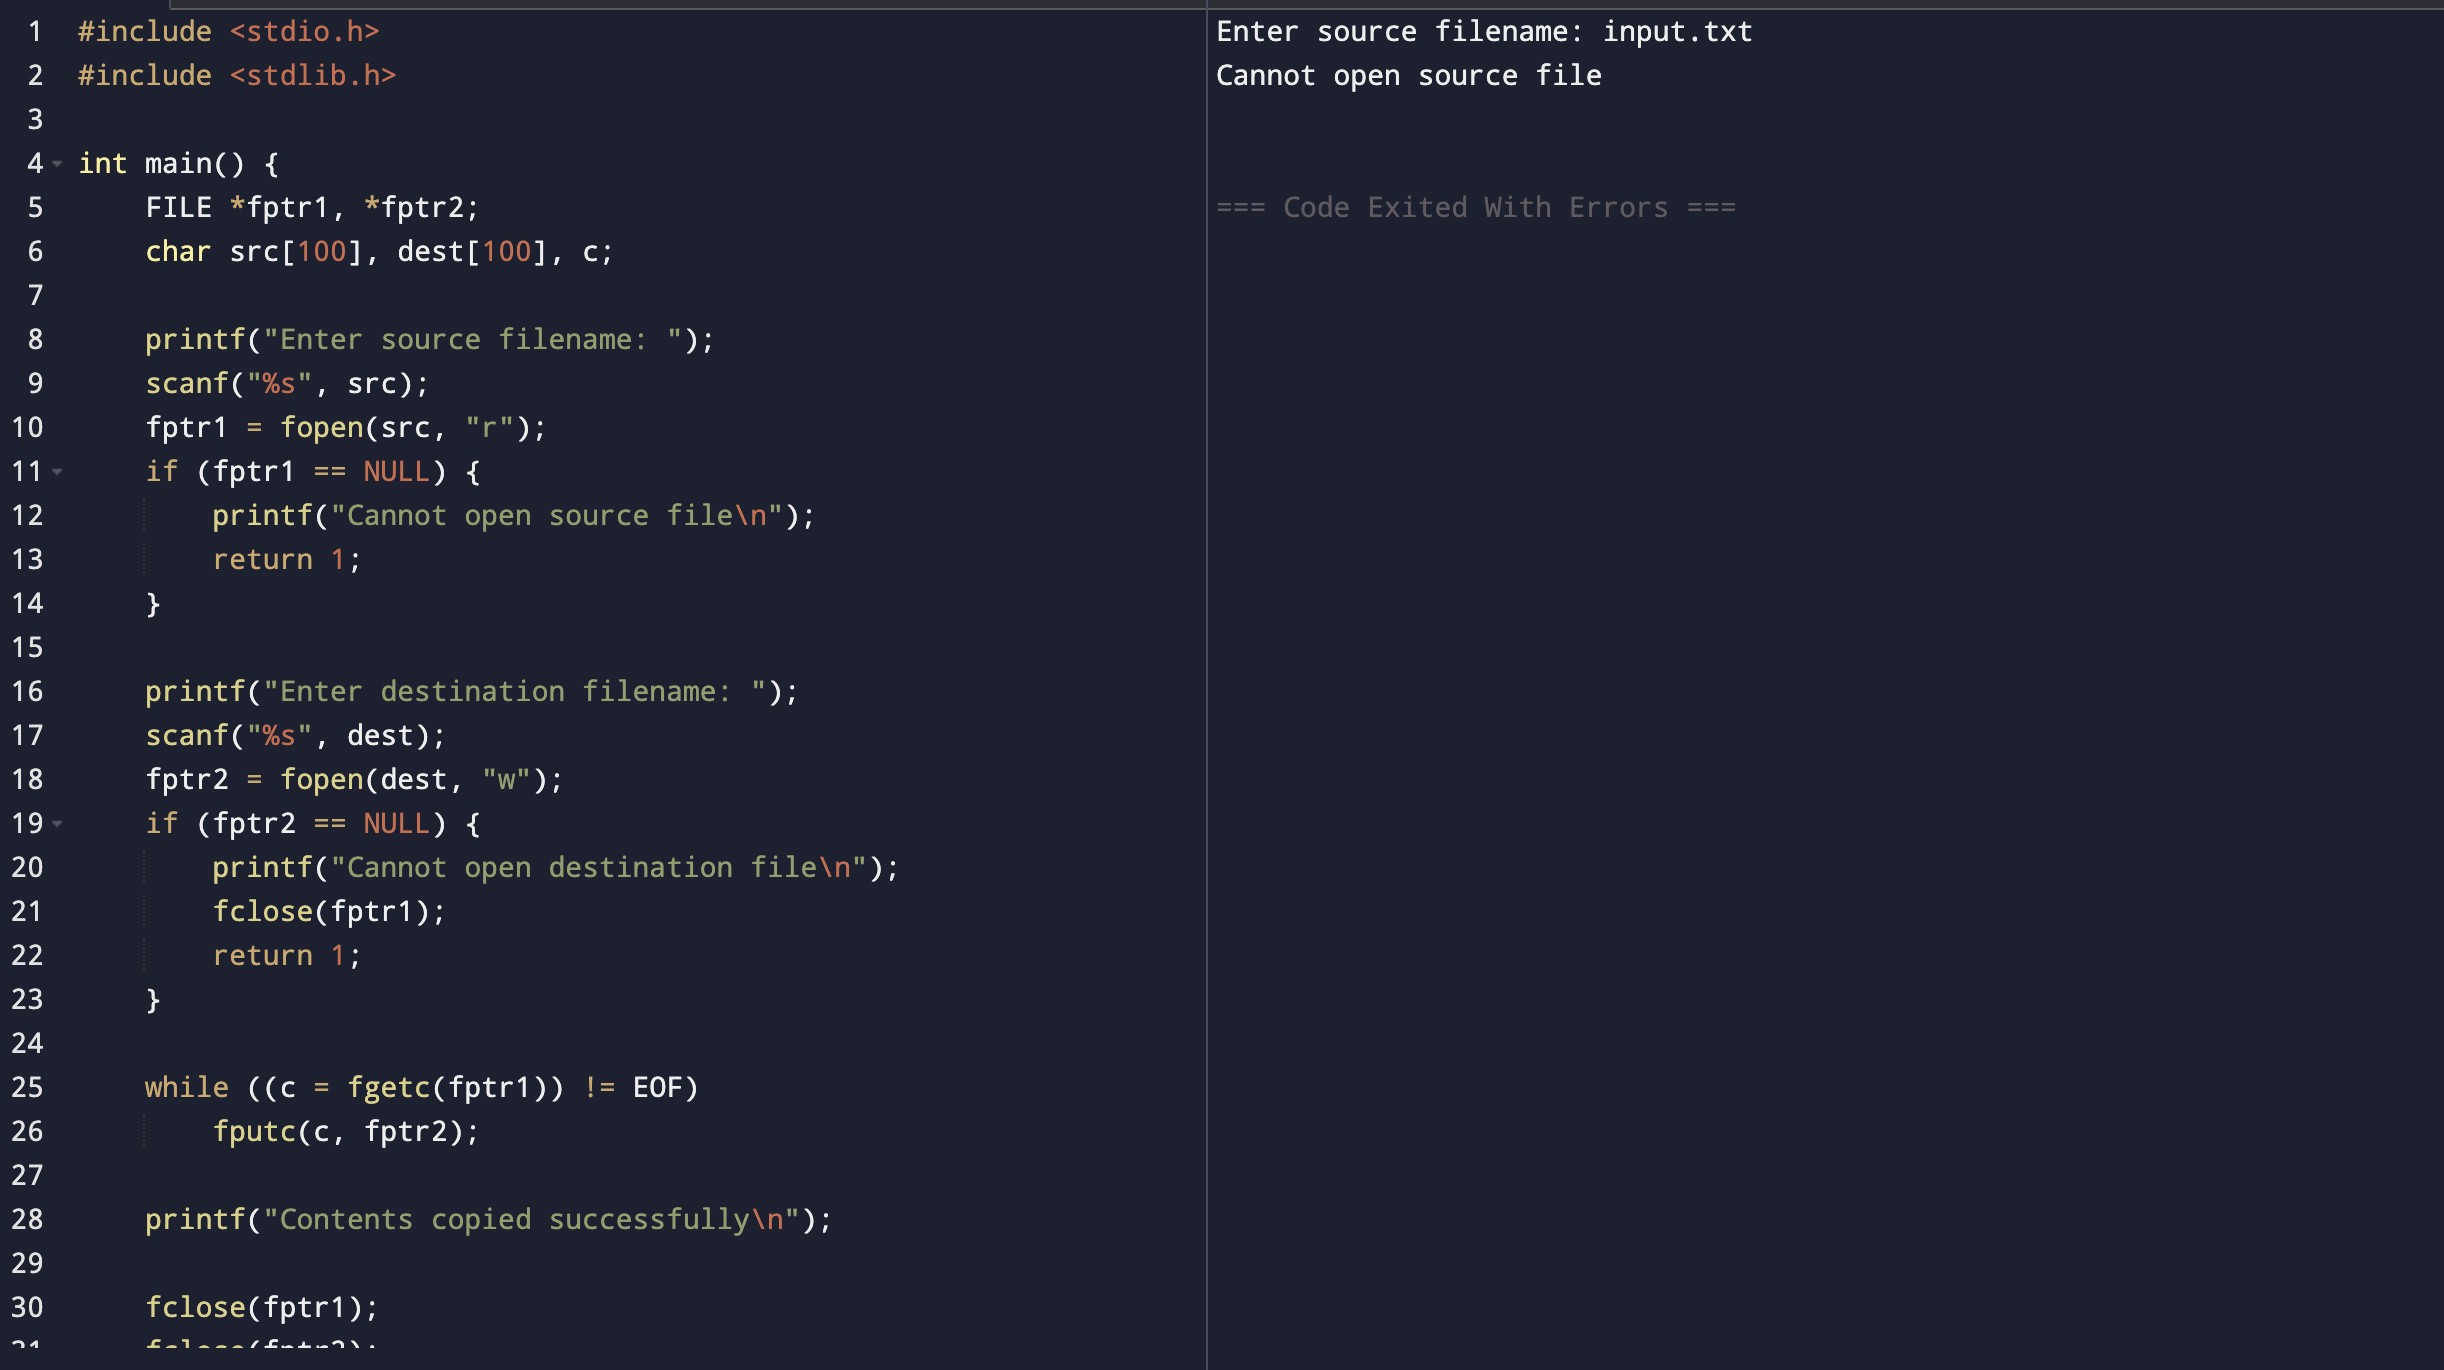 1 #include <stdio.h>
2 #include <stdlib.h>
3
4 int main() {
5     FILE *fptr1, *fptr2;
6     char src[100], dest[100], c;
7
8     printf("Enter source filename: ");
9     scanf("%s", src);
10     fptr1 = fopen(src, "r");
11     if (fptr1 == NULL) {
12         printf("Cannot open source file\n");
13         return 1;
14     }
15
16     printf("Enter destination filename: ");
17     scanf("%s", dest);
18     fptr2 = fopen(dest, "w");
19     if (fptr2 == NULL) {
20         printf("Cannot open destination file\n");
21         fclose(fptr1);
22         return 1;
23     }
24
25     while ((c = fgetc(fptr1)) != EOF)
26         fputc(c, fptr2);
27
28     printf("Contents copied successfully\n");
29
30     fclose(fptr1);
31     fclose(fptr2);
Enter source filename: input.txt
Cannot open source file
=== Code Exited With Errors ===